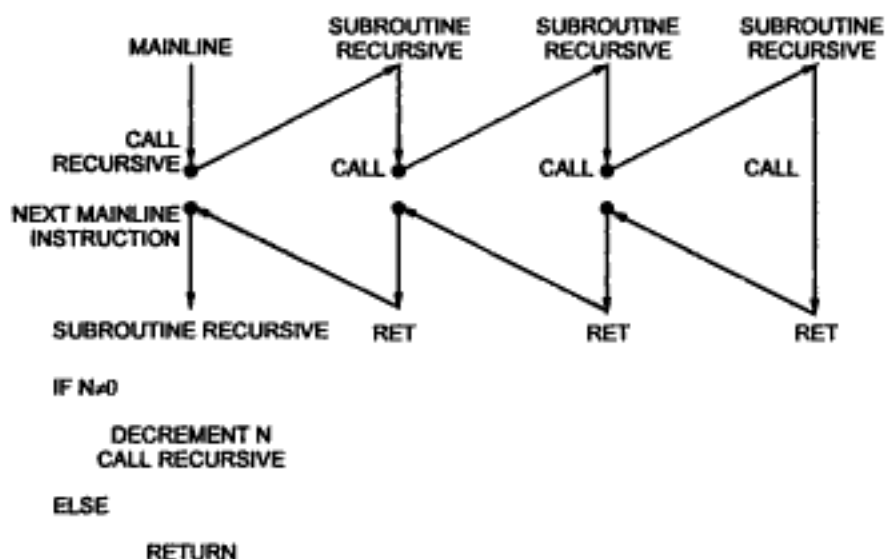 MAINLINE
SUBROUTINE
RECURSIVE
SUBROUTINE
RECURSIVE
SUBROUTINE
RECURSIVE
CALL
RECURSIVE
CALL
CALL
CALL
NEXT MAINLINE
INSTRUCTION
SUBROUTINE RECURSIVE
RET
RET
RET
IF N≠0
DECREMENT N
CALL RECURSIVE
ELSE
RETURN